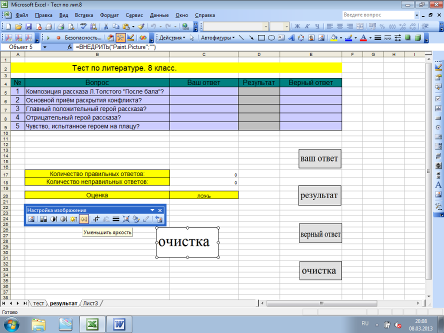 Microsoft Excel - Тест по лит.8
Файл Правка Вид Вставка Формат Сервис Данные Окно Справка
Введите вопрос
Безопасность...
Действия
Автофигуры
Объект 5 =ВНЕДРИТЬ("Paint.Picture";"")
A B C D E F G H
Тест по литературе. 8 класс.
№ Вопрос Ваш ответ Результат Верный ответ
1 Композиция рассказа Л.Толстого "После бала"?
2 Основной приём раскрытия конфликта?
3 Главный положительный герой рассказа?
4 Отрицательный герой рассказа?
5 Чувство, испытанное героем на плацу?
ваш ответ
Количество правильных ответов 0
Количество неправильных ответов: 0
результат
Оценка ложь
Настройка изображения
Уменьшить яркость
очистка
верный ответ
очистка
тест результат Лист3
Готово
RU
20:08
09.03.2013